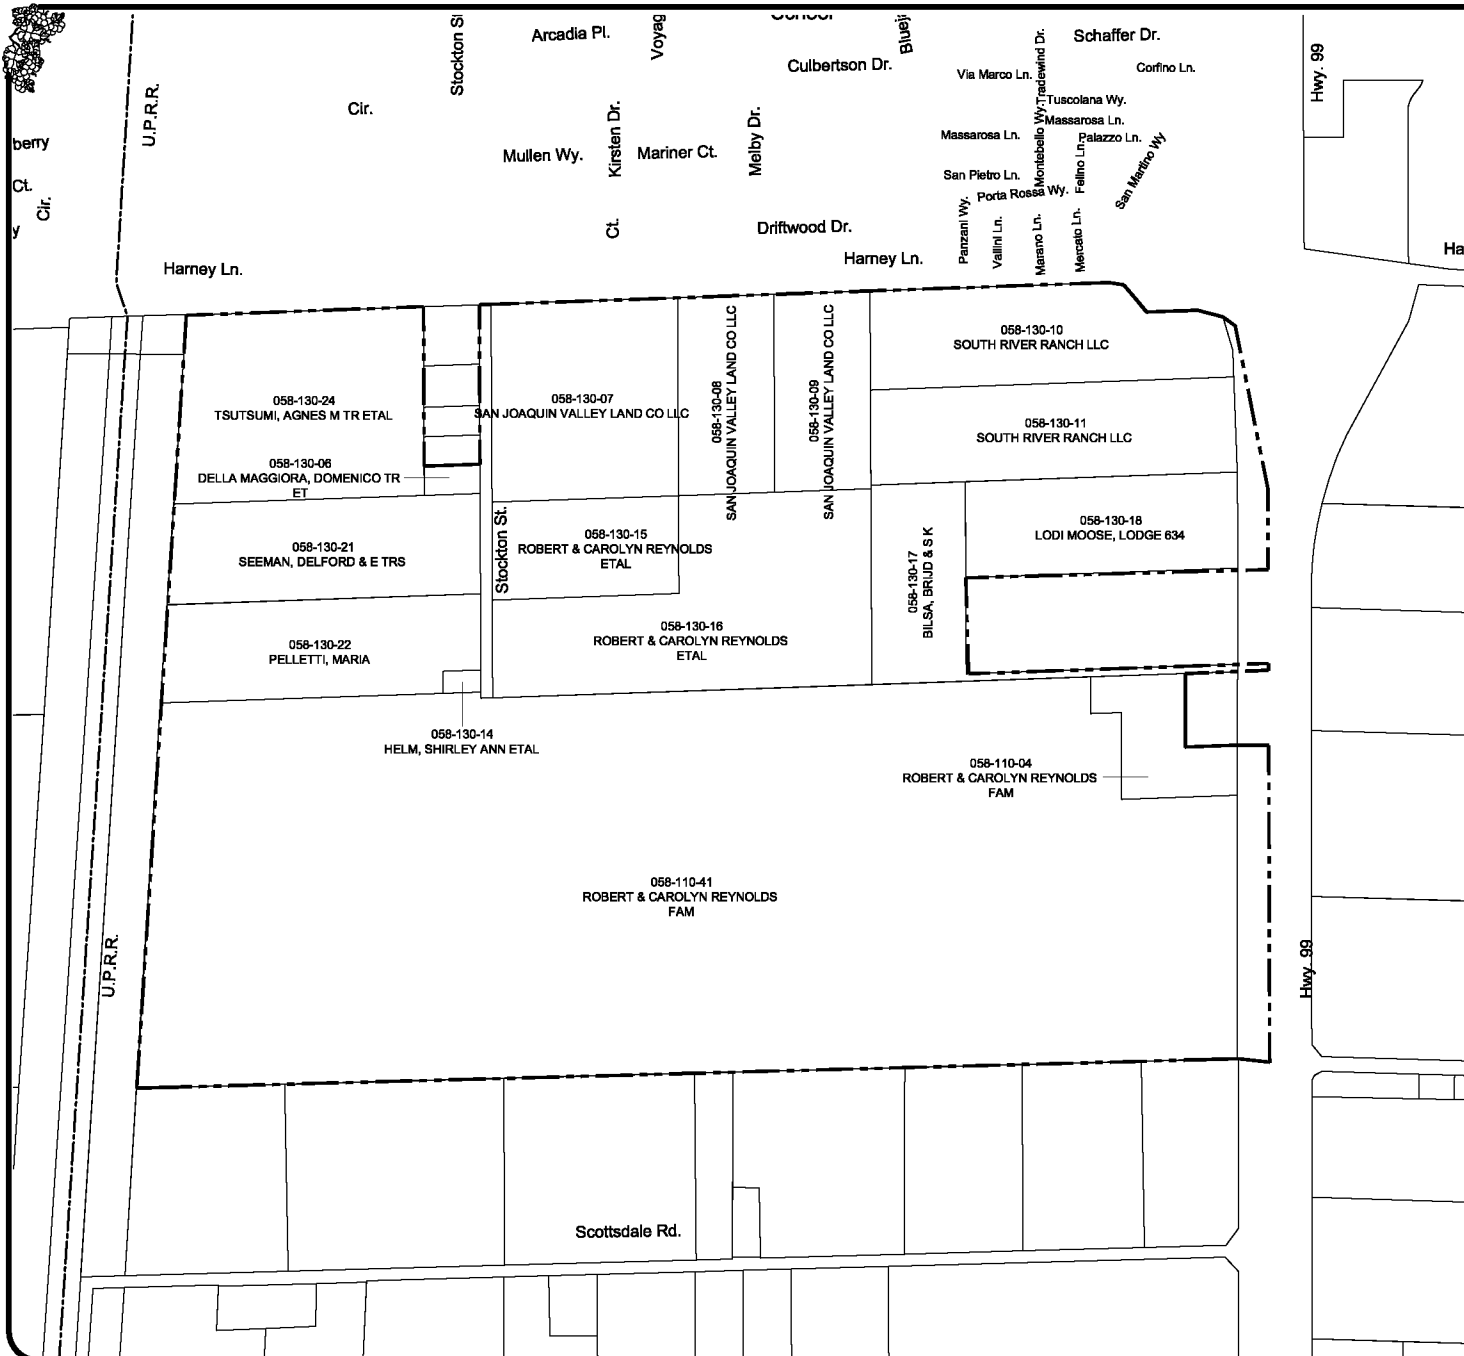 Stockton
Arcadia Pl.
Schaffer Dr.
Culbertson Dr.
Via Marco Ln.
Tradewind Dr.
Corfino Ln.
Hwy. 99
U.P.R.R.
Cir.
Tuscolana Wy.
Montebello Wy.
Massarosa Ln.
Kirsten Dr.
Melby Dr.
Massarosa Ln.
Palazzo Ln.
berry
Mullen Wy.
Mariner Ct.
San Pietro Ln.
Felino Ln.
San Martino Wy
Ct.
Porta Rossa Wy.
Cir.
y
Ct.
Driftwood Dr.
Panzani Wy.
Vallini Ln.
Marano Ln.
Mercato Ln.
Harney Ln.
Harney Ln.
Ha
058-130-24
TSUTSUMI, AGNES M TR ETAL
058-130-07
SAN JOAQUIN VALLEY LAND CO LLC
058-130-08
SAN JOAQUIN VALLEY LAND CO LLC
058-130-09
SAN JOAQUIN VALLEY LAND CO LLC
058-130-10
SOUTH RIVER RANCH LLC
058-130-11
SOUTH RIVER RANCH LLC
058-130-06
DELLA MAGGIORA, DOMENICO TR
ET
Stockton St.
058-130-21
SEEMAN, DELFORD & E TRS
058-130-15
ROBERT & CAROLYN REYNOLDS
ETAL
058-130-18
LODI MOOSE, LODGE 634
058-130-17
BILSA, BRIJD & S K
058-130-22
PELLETTI, MARIA
058-130-16
ROBERT & CAROLYN REYNOLDS
ETAL
058-130-14
HELM, SHIRLEY ANN ETAL
058-110-04
ROBERT & CAROLYN REYNOLDS
FAM
058-110-41
ROBERT & CAROLYN REYNOLDS
FAM
U.P.R.R.
Hwy. 99
Scottsdale Rd.